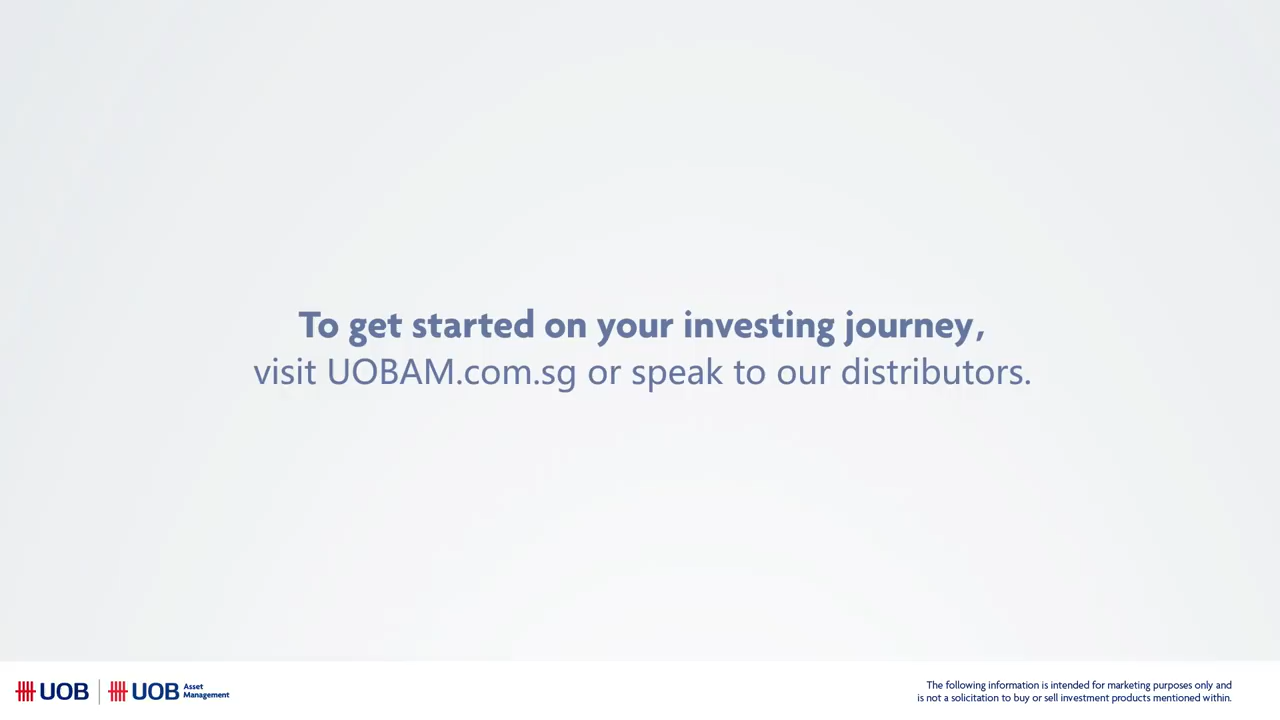 To get started on your investing journey,
visit UOBAM.com.sg or speak to our distributors.
UOB
UOB Asset Management
The following information is intended for marketing purposes only and
is not a solicitation to buy or sell investment products mentioned within.